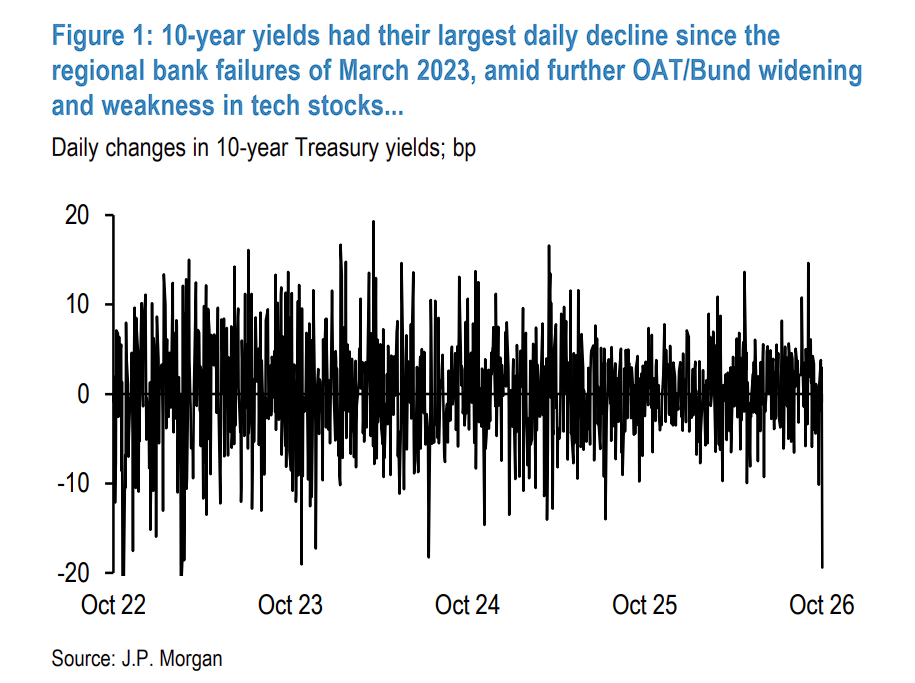 Figure 1: 10-year yields had their largest daily decline since the
regional bank failures of March 2023, amid further OAT/Bund widening
and weakness in tech stocks...
Daily changes in 10-year Treasury yields; bp
20
10
0
-10
-20
Oct 22 Oct 23 Oct 24 Oct 25 Oct 26
Source: J.P. Morgan